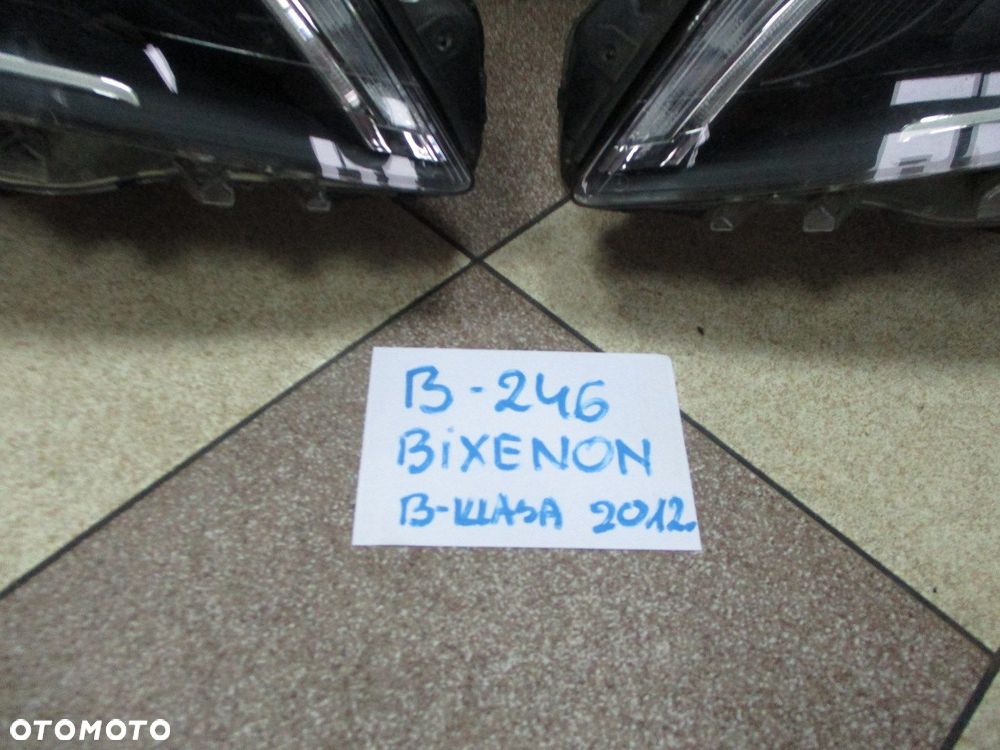 B-246
BiXENON
B-KLASA 2012.
OTOMOTO